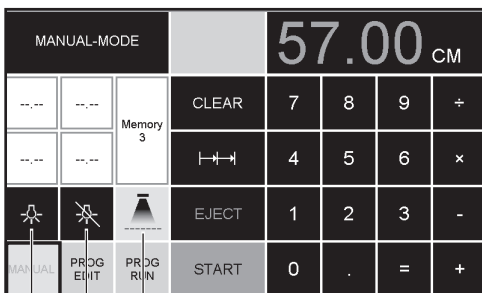 MANUAL-MODE
57.00 CM
--.-- --.-- Memory 3 CLEAR 7 8 9 ÷
--.-- --.-- 4 5 6 ×
EJECT 1 2 3 -
MANUAL PROG EDIT PROG RUN START 0 . = +